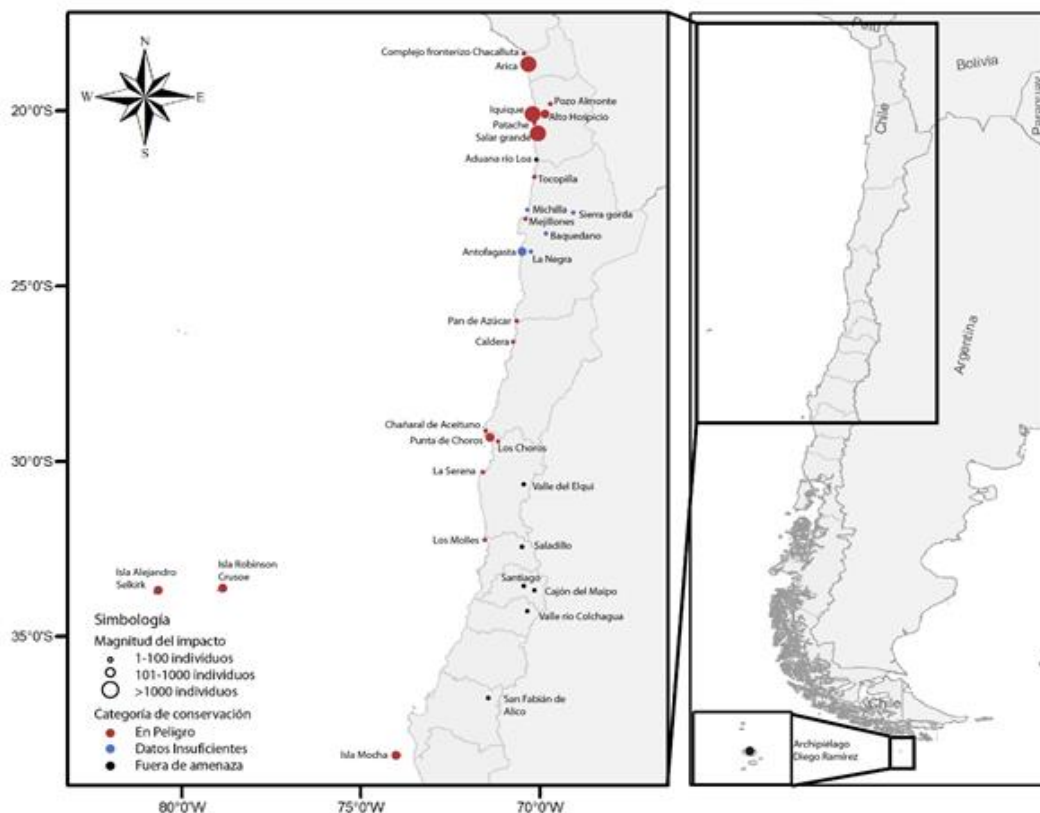 N
W
E
S
20°0'S
25°0'S
30°0'S
35°0'S
80°0'W
75°0'W
70°0'W
Complejo fronterizo Chacalluta
Arica
Pozo Almonte
Iquique
Alto Hospicio
Patache
Salar grande
Aduana río Loa
Tocopilla
Michilla
Sierra gorda
Mejillones
Baquedano
Antofagasta
La Negra
Pan de Azúcar
Caldera
Chañaral de Aceituno
Punta de Choros
Los Choros
La Serena
Valle del Elqui
Los Molles
Saladillo
Isla Alejandro
Selkirk
Isla Robinson
Crusoe
Santiago
Cajón del Maipo
Valle río Colchagua
San Fabián de
Alico
Isla Mocha
Simbología
Magnitud del impacto
1-100 individuos
101-1000 individuos
>1000 individuos
Categoría de conservación
En Peligro
Datos Insuficientes
Fuera de amenaza
Perú
Bolivia
Paraguay
Chile
Argentina
Chile
Archipiélago
Diego Ramírez